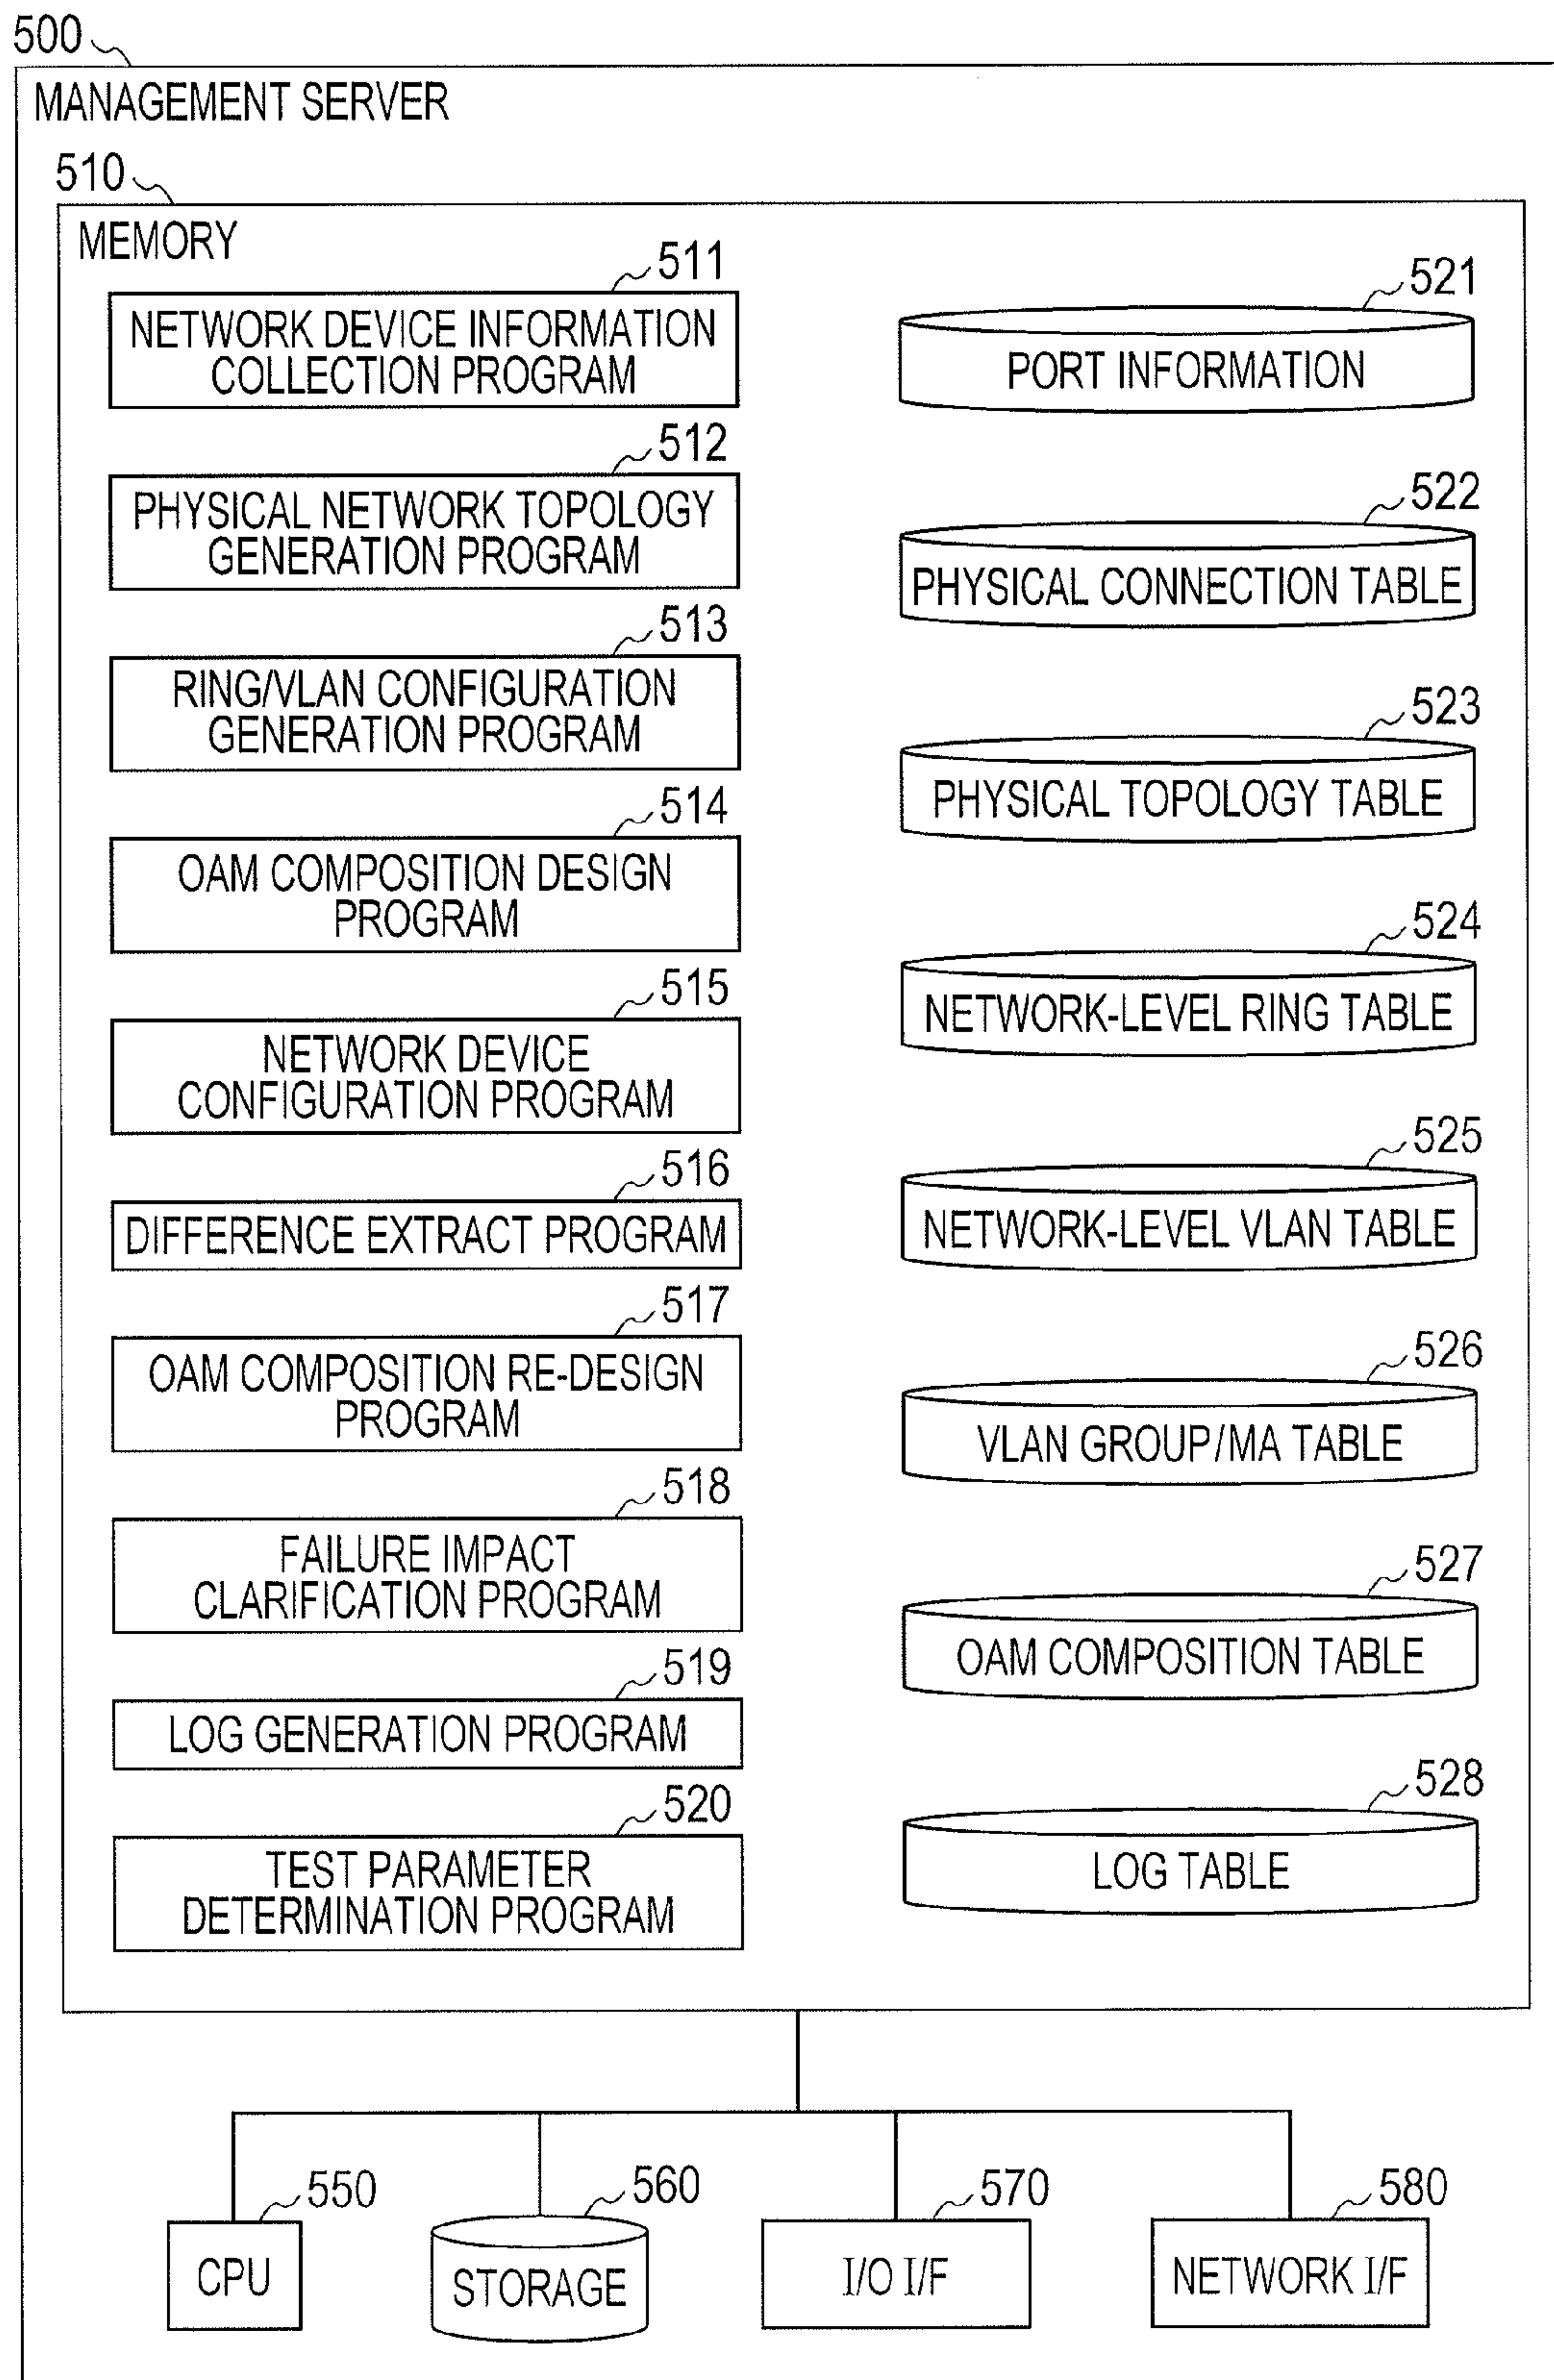 500
MANAGEMENT SERVER
510
MEMORY
511
NETWORK DEVICE INFORMATION
COLLECTION PROGRAM
512
PHYSICAL NETWORK TOPOLOGY
GENERATION PROGRAM
513
RING/VLAN CONFIGURATION
GENERATION PROGRAM
514
OAM COMPOSITION DESIGN
PROGRAM
515
NETWORK DEVICE
CONFIGURATION PROGRAM
516
DIFFERENCE EXTRACT PROGRAM
517
OAM COMPOSITION RE-DESIGN
PROGRAM
518
FAILURE IMPACT
CLARIFICATION PROGRAM
519
LOG GENERATION PROGRAM
520
TEST PARAMETER
DETERMINATION PROGRAM
521
PORT INFORMATION
522
PHYSICAL CONNECTION TABLE
523
PHYSICAL TOPOLOGY TABLE
524
NETWORK-LEVEL RING TABLE
525
NETWORK-LEVEL VLAN TABLE
526
VLAN GROUP/MA TABLE
527
OAM COMPOSITION TABLE
528
LOG TABLE
550
CPU
560
STORAGE
570
I/O I/F
580
NETWORK I/F